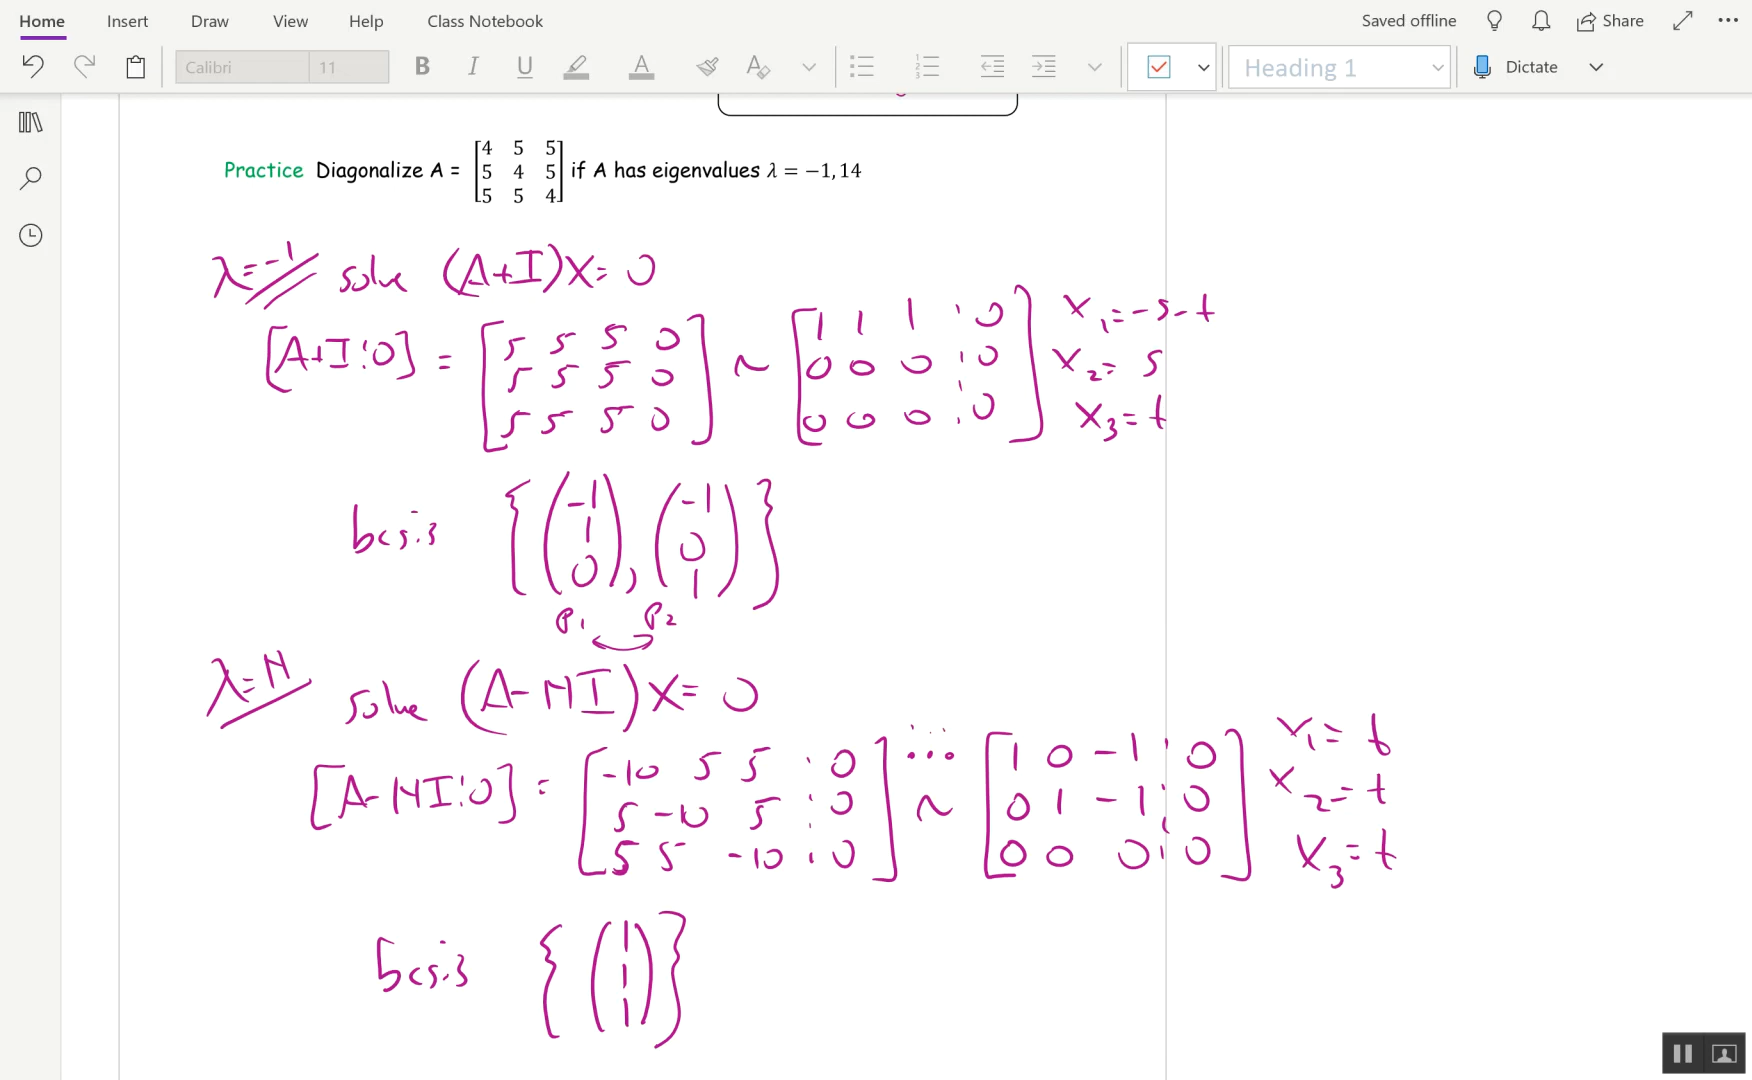 Home Insert Draw View Help Class Notebook Saved offline Share
Calibri 11 B I U A A Heading 1 Dictate
Practice Diagonalize A = [4 5 5; 5 4 5; 5 5 4] if A has eigenvalues λ = −1, 14
λ=-1 solve (A+I)X=0
[A+I¦0] = [5 5 5 0; 5 5 5 0; 5 5 5 0] ~ [1 1 1 ¦ 0; 0 0 0 ¦ 0; 0 0 0 ¦ 0] x₁=-s-t
x₂= s
x₃=t
basis {(-1 1 0), (-1 0 1)}
P₁ P₂
λ=14 solve (A-14I)X=0
[A-14I¦0] = [-10 5 5 ¦ 0; 5 -10 5 ¦ 0; 5 5 -10 ¦ 0] ... ~ [1 0 -1 ¦ 0; 0 1 -1 ¦ 0; 0 0 0 ¦ 0] x₁= t
x₂=t
x₃=t
basis {(1 1 1)}